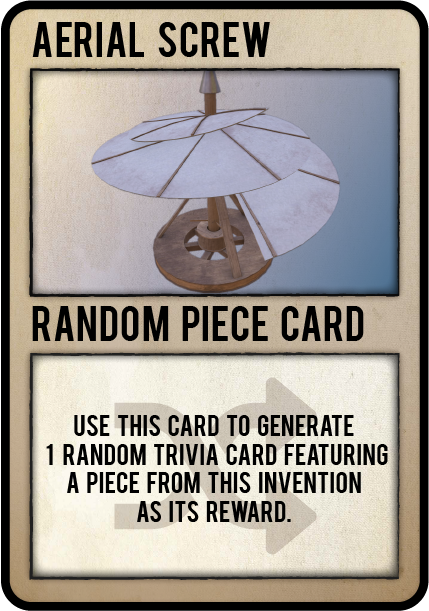 AERIAL SCREW
RANDOM PIECE CARD
USE THIS CARD TO GENERATE
1 RANDOM TRIVIA CARD FEATURING
A PIECE FROM THIS INVENTION
AS ITS REWARD.